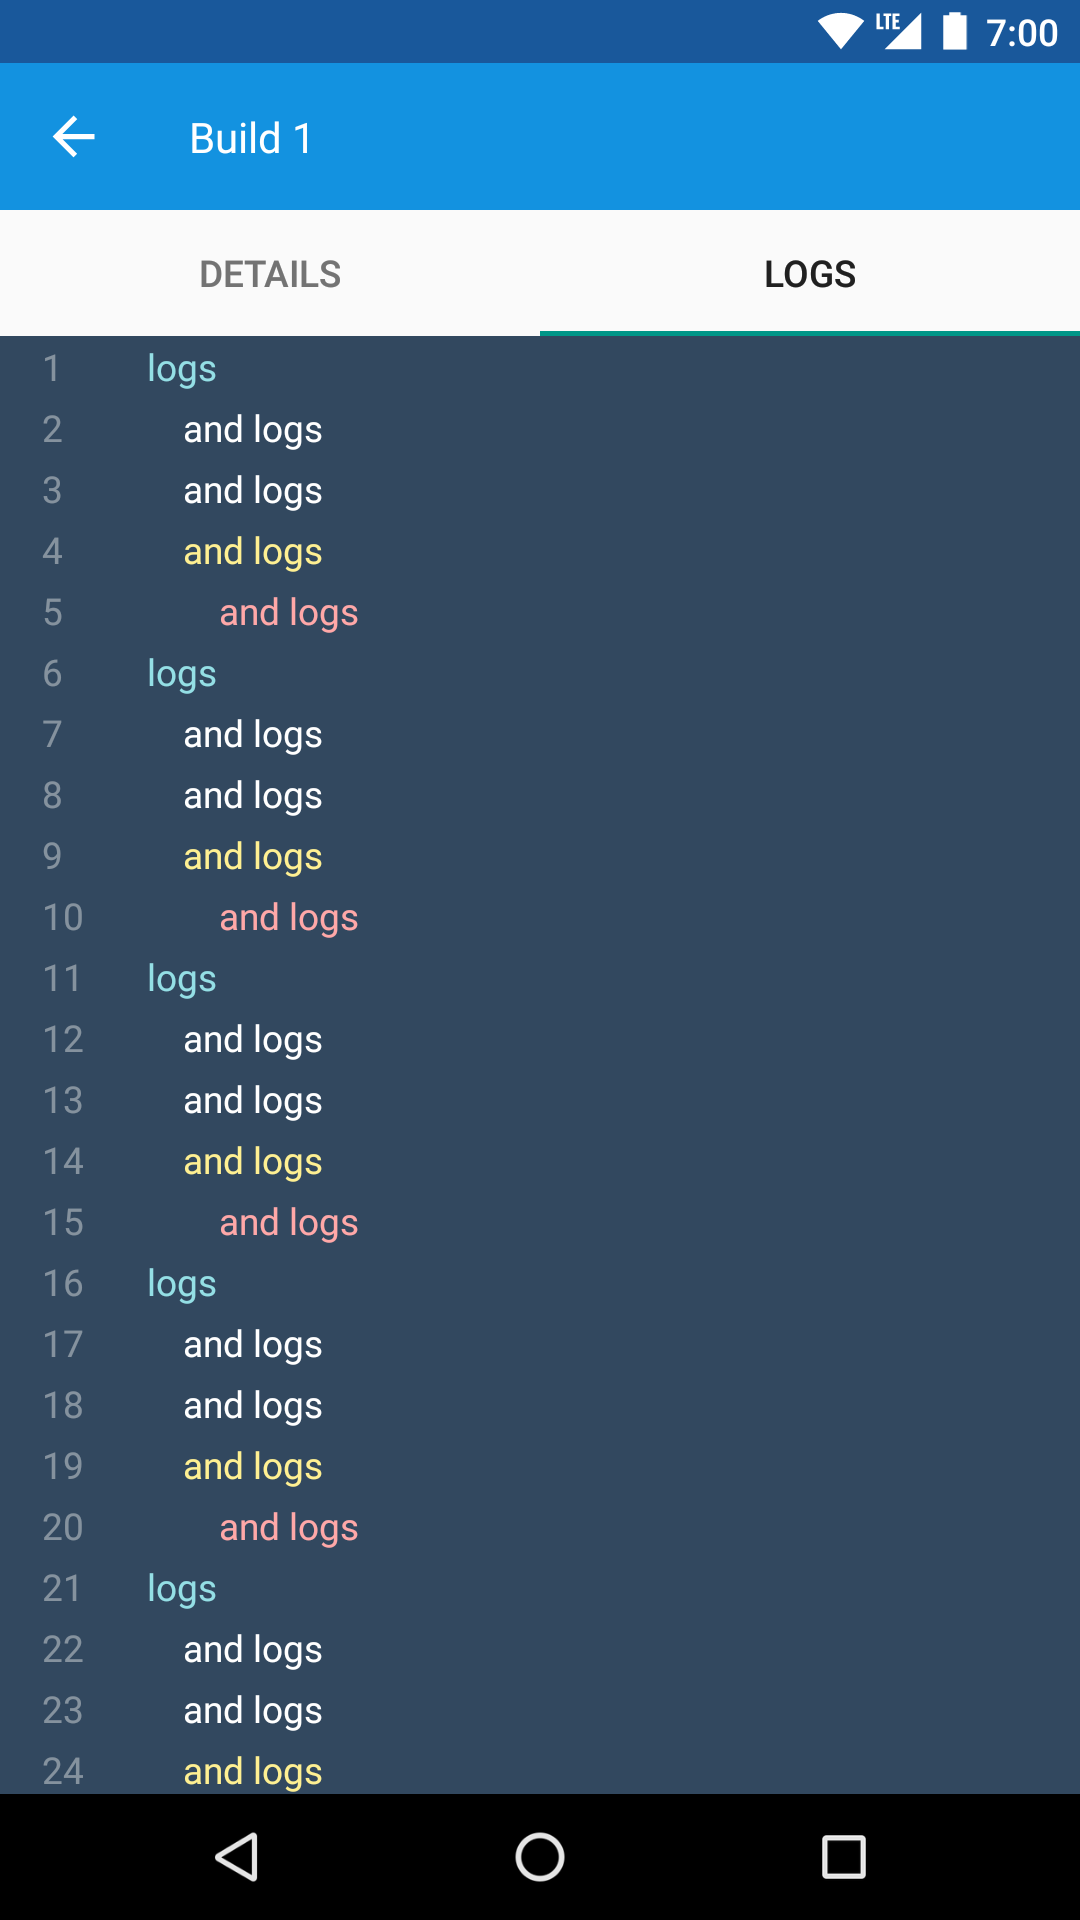 LTE 7:00
Build 1
DETAILS LOGS
1 logs
2 and logs
3 and logs
4 and logs
5 and logs
6 logs
7 and logs
8 and logs
9 and logs
10 and logs
11 logs
12 and logs
13 and logs
14 and logs
15 and logs
16 logs
17 and logs
18 and logs
19 and logs
20 and logs
21 logs
22 and logs
23 and logs
24 and logs